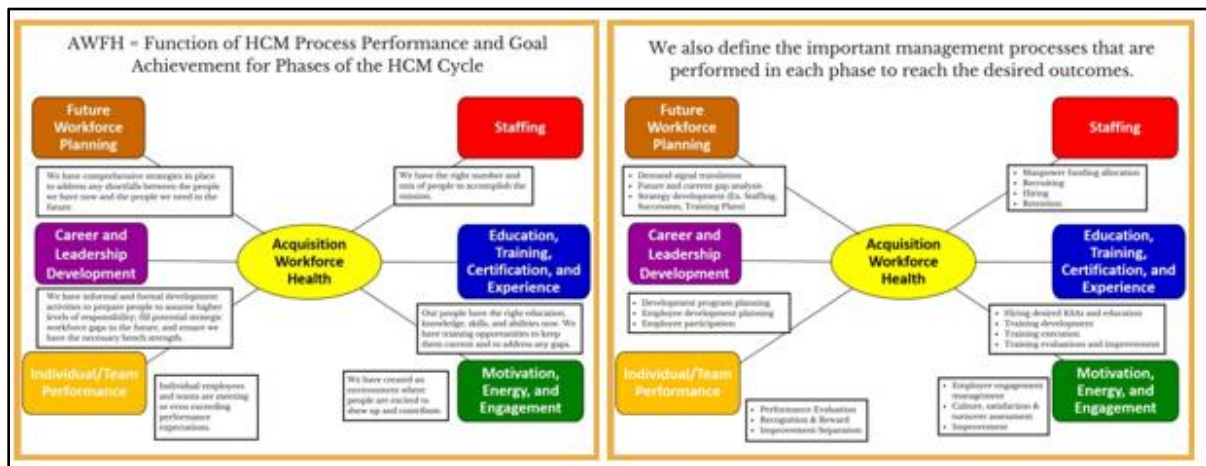 AWFH = Function of HCM Process Performance and Goal
Achievement for Phases of the HCM Cycle
Future
Workforce
Planning
We have comprehensive strategies in place
to address any shortfalls between the people
we have now and the people we need in the
future.
Staffing
We have the right number and
mix of people to accomplish the
mission.
Career and
Leadership
Development
We have informal and formal development
activities to prepare people to assume higher
levels of responsibility; fill potential strategic
workforce gaps in the future, and ensure we
have the necessary bench strength.
Acquisition
Workforce
Health
Education,
Training,
Certification, and
Experience
Our people have the right education,
knowledge, skills, and abilities now. We
have training opportunities to keep
them current and to address any gaps.
Individual/Team
Performance
Individual employees
and teams are meeting
or even exceeding
performance
expectations.
We have created an
environment where
people are excited to
show up and contribute.
Motivation,
Energy, and
Engagement
We also define the important management processes that are
performed in each phase to reach the desired outcomes.
Future
Workforce
Planning
• Demand signal translation
• Future and current gap analysis
• Strategy development (Ex. Staffing,
Succession, Training Plans)
Staffing
• Manpower funding allocation
• Recruiting
• Hiring
• Retention
Career and
Leadership
Development
• Development program planning
• Employee development planning
• Employee participation
Acquisition
Workforce
Health
Education,
Training,
Certification, and
Experience
• Hiring desired KSAs and education
• Training development
• Training execution
• Training evaluations and improvement
Individual/Team
Performance
• Performance Evaluation
• Recognition & Reward
• Improvement/Separation
• Employee engagement
management
• Culture, satisfaction &
turnover assessment
• Improvement
Motivation,
Energy, and
Engagement